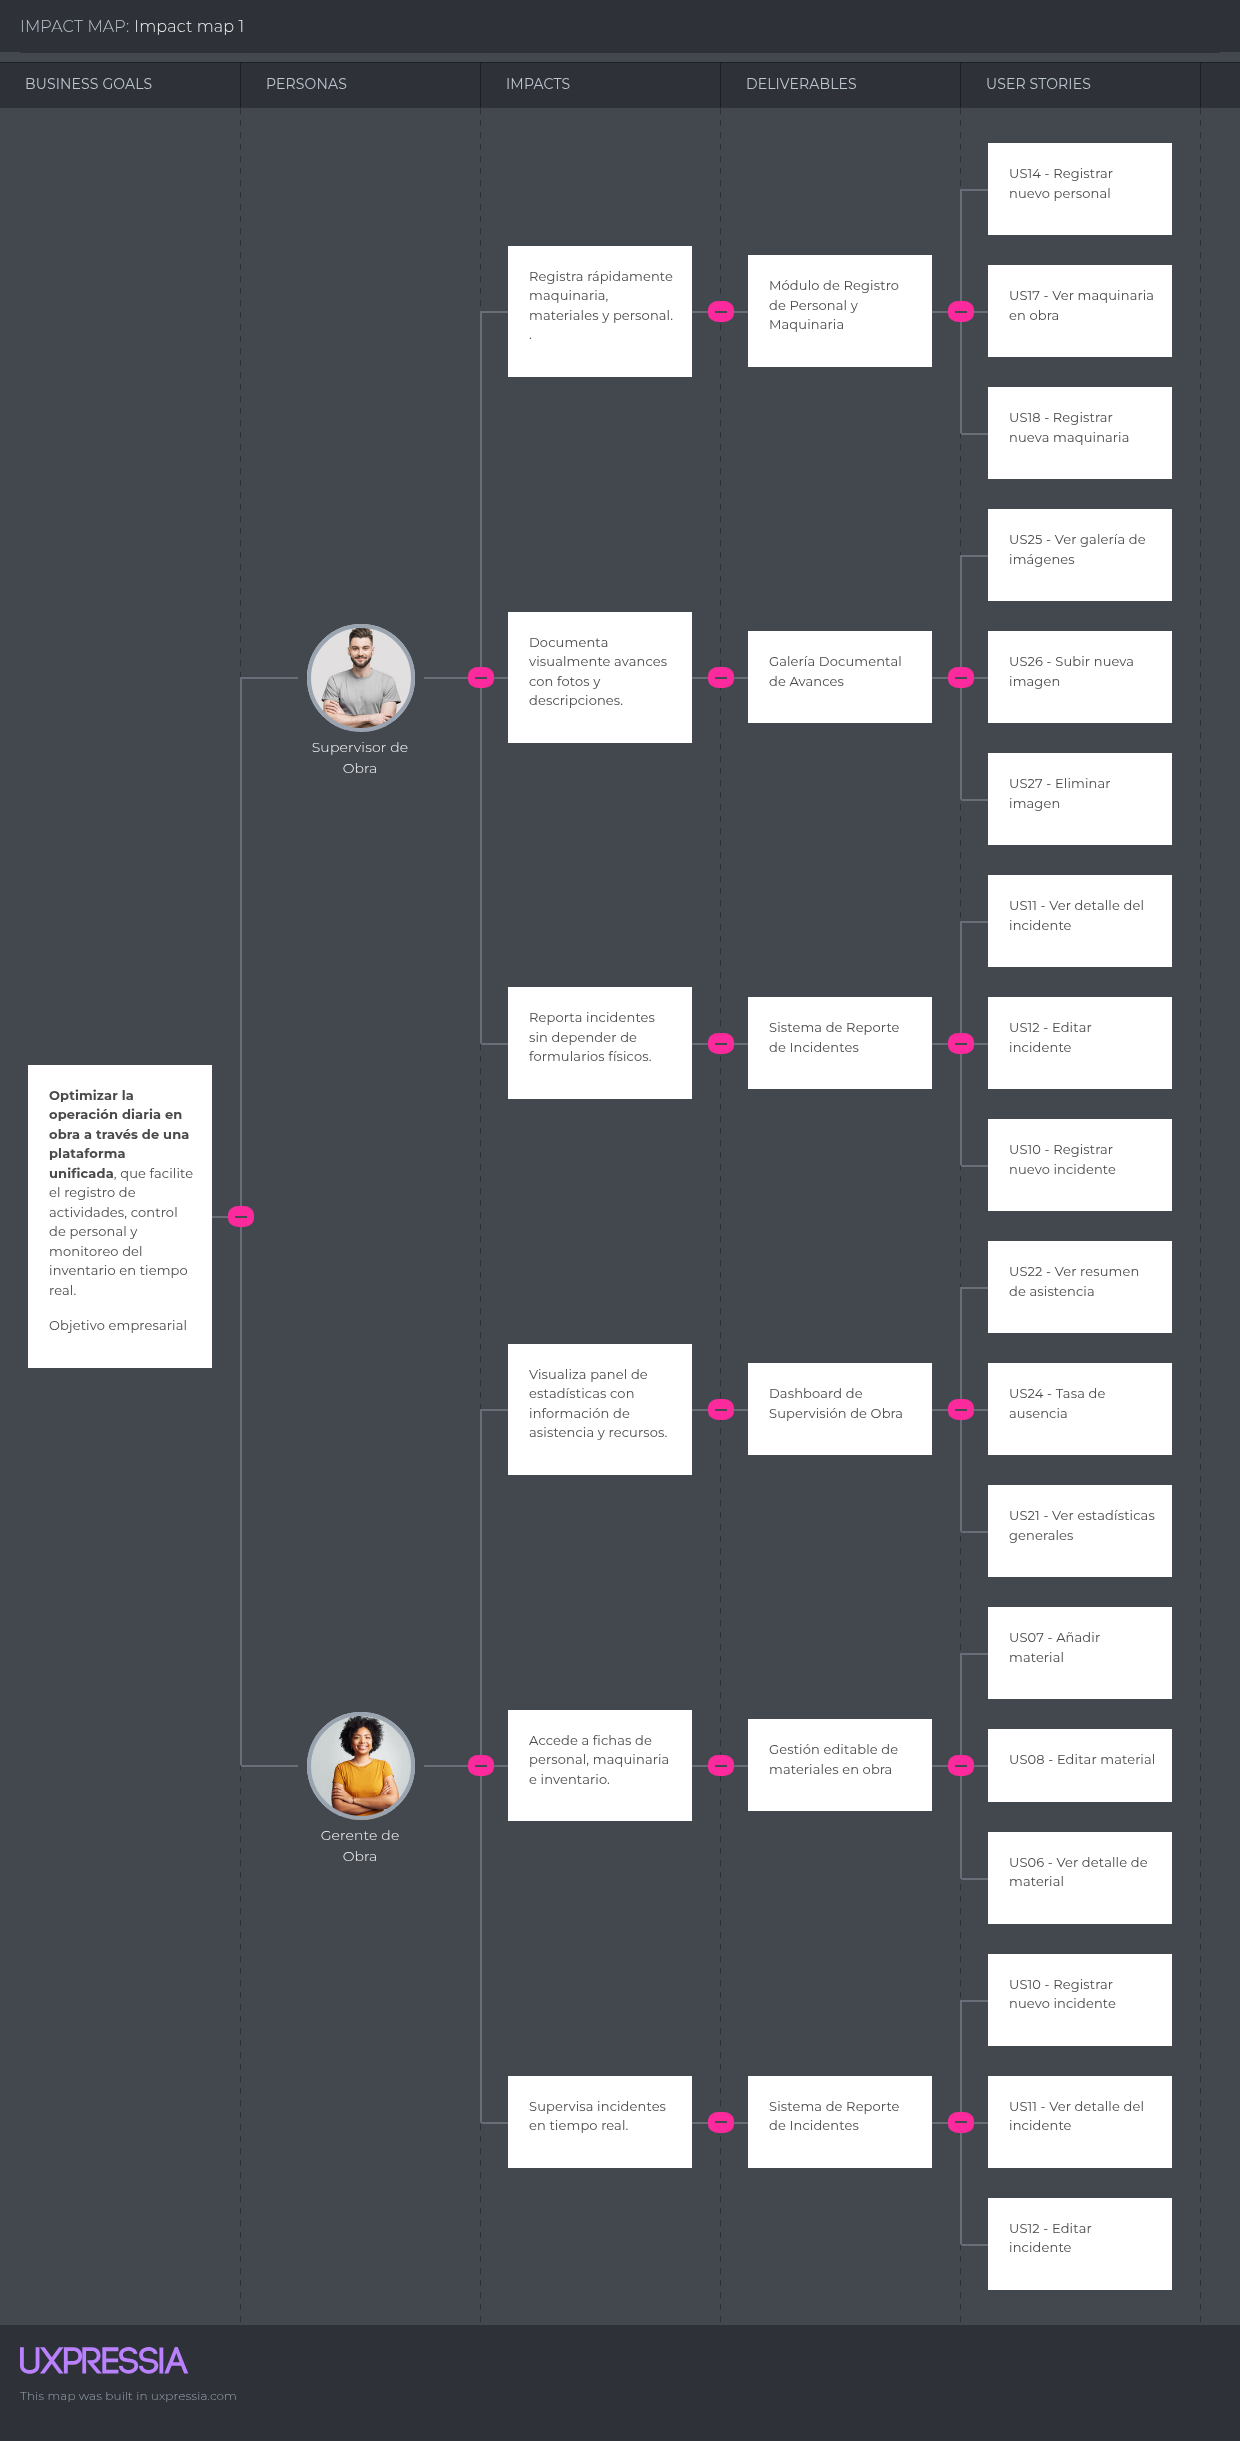 IMPACT MAP: Impact map 1
BUSINESS GOALS
PERSONAS
IMPACTS
DELIVERABLES
USER STORIES
US14 - Registrar
nuevo personal
Registra rápidamente
maquinaria,
materiales y personal.
.
Módulo de Registro
de Personal y
Maquinaria
US17 - Ver maquinaria
en obra
US18 - Registrar
nueva maquinaria
US25 - Ver galería de
imágenes
Supervisor de
Obra
Documenta
visualmente avances
con fotos y
descripciones.
Galería Documental
de Avances
US26 - Subir nueva
imagen
US27 - Eliminar
imagen
US11 - Ver detalle del
incidente
Reporta incidentes
sin depender de
formularios físicos.
Sistema de Reporte
de Incidentes
US12 - Editar
incidente
US10 - Registrar
nuevo incidente
Optimizar la
operación diaria en
obra a través de una
plataforma
unificada, que facilite
el registro de
actividades, control
de personal y
monitoreo del
inventario en tiempo
real.
Objetivo empresarial
US22 - Ver resumen
de asistencia
Visualiza panel de
estadísticas con
información de
asistencia y recursos.
Dashboard de
Supervisión de Obra
US24 - Tasa de
ausencia
US21 - Ver estadísticas
generales
US07 - Añadir
material
Gerente de
Obra
Accede a fichas de
personal, maquinaria
e inventario.
Gestión editable de
materiales en obra
US08 - Editar material
US06 - Ver detalle de
material
US10 - Registrar
nuevo incidente
Supervisa incidentes
en tiempo real.
Sistema de Reporte
de Incidentes
US11 - Ver detalle del
incidente
US12 - Editar
incidente
UXPRESSIA
This map was built in uxpressia.com